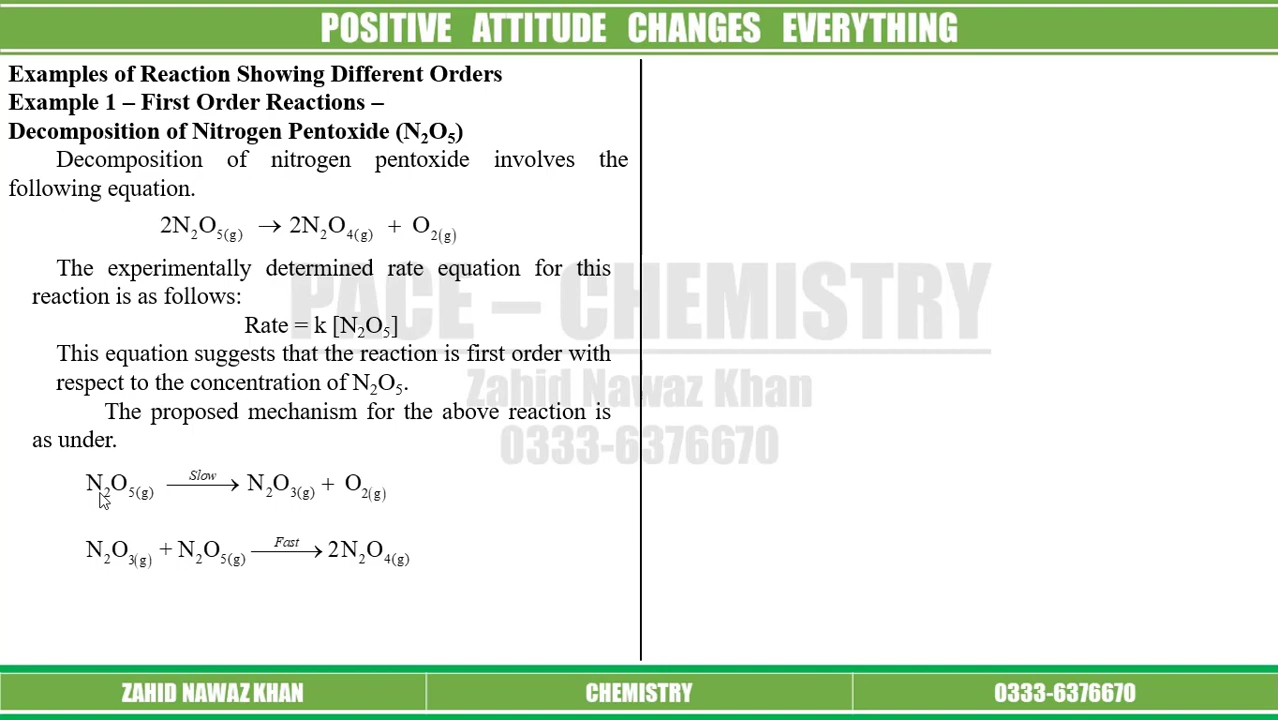 POSITIVE ATTITUDE CHANGES EVERYTHING
Examples of Reaction Showing Different Orders
Example 1 – First Order Reactions –
Decomposition of Nitrogen Pentoxide (N₂O₅)
Decomposition of nitrogen pentoxide involves the
following equation.
2N₂O₅(g) → 2N₂O₄(g) + O₂(g)
The experimentally determined rate equation for this
reaction is as follows:
Rate = k [N₂O₅]
This equation suggests that the reaction is first order with
respect to the concentration of N₂O₅.
The proposed mechanism for the above reaction is
as under.
Slow
N₂O₅(g) ⟶ N₂O₃(g) + O₂(g)
Fast
N₂O₃(g) + N₂O₅(g) ⟶ 2N₂O₄(g)
PACE – CHEMISTRY
Zahid Nawaz Khan
0333-6376670
ZAHID NAWAZ KHAN
CHEMISTRY
0333-6376670